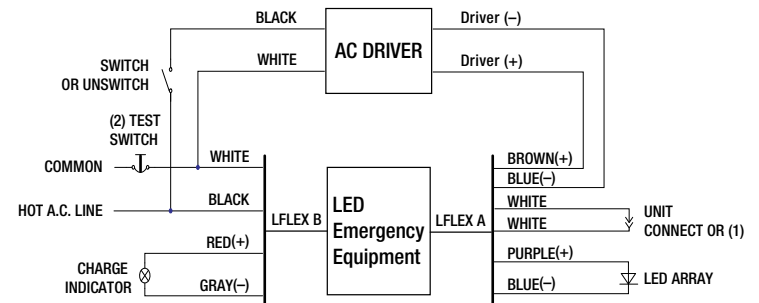 BLACK
Driver (–)
AC DRIVER
WHITE
Driver (+)
SWITCH
OR UNSWITCH
(2) TEST
SWITCH
COMMON
WHITE
BROWN(+)
BLUE(–)
HOT A.C. LINE
BLACK
LFLEX B
LED
Emergency
Equipment
LFLEX A
WHITE
WHITE
UNIT
CONNECT OR (1)
RED(+)
PURPLE(+)
CHARGE
INDICATOR
GRAY(–)
BLUE(–)
LED ARRAY